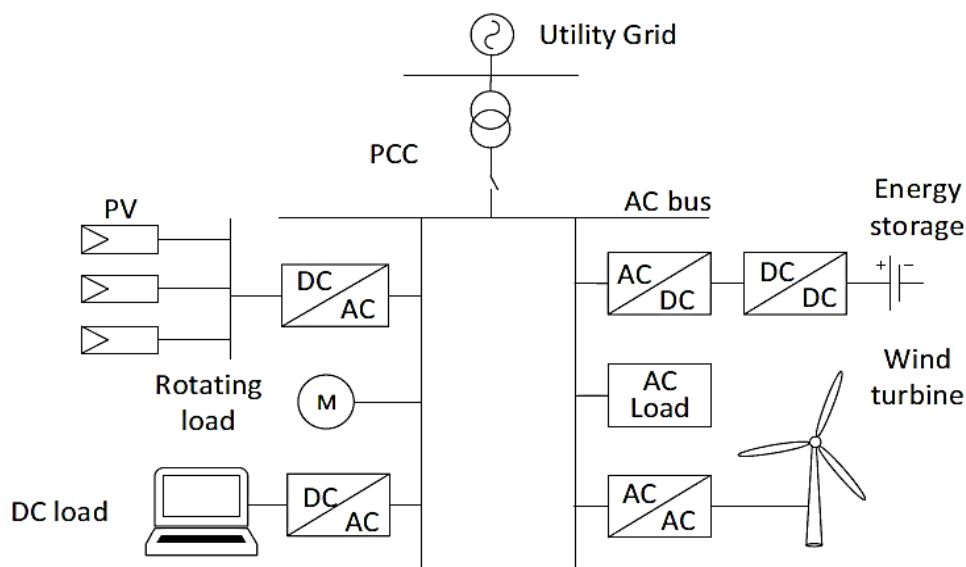 Utility Grid
PCC
PV
AC bus
Energy
storage
DC
AC
AC
DC
DC
DC
+ −
Rotating
load
M
AC
Load
Wind
turbine
DC load
DC
AC
AC
AC